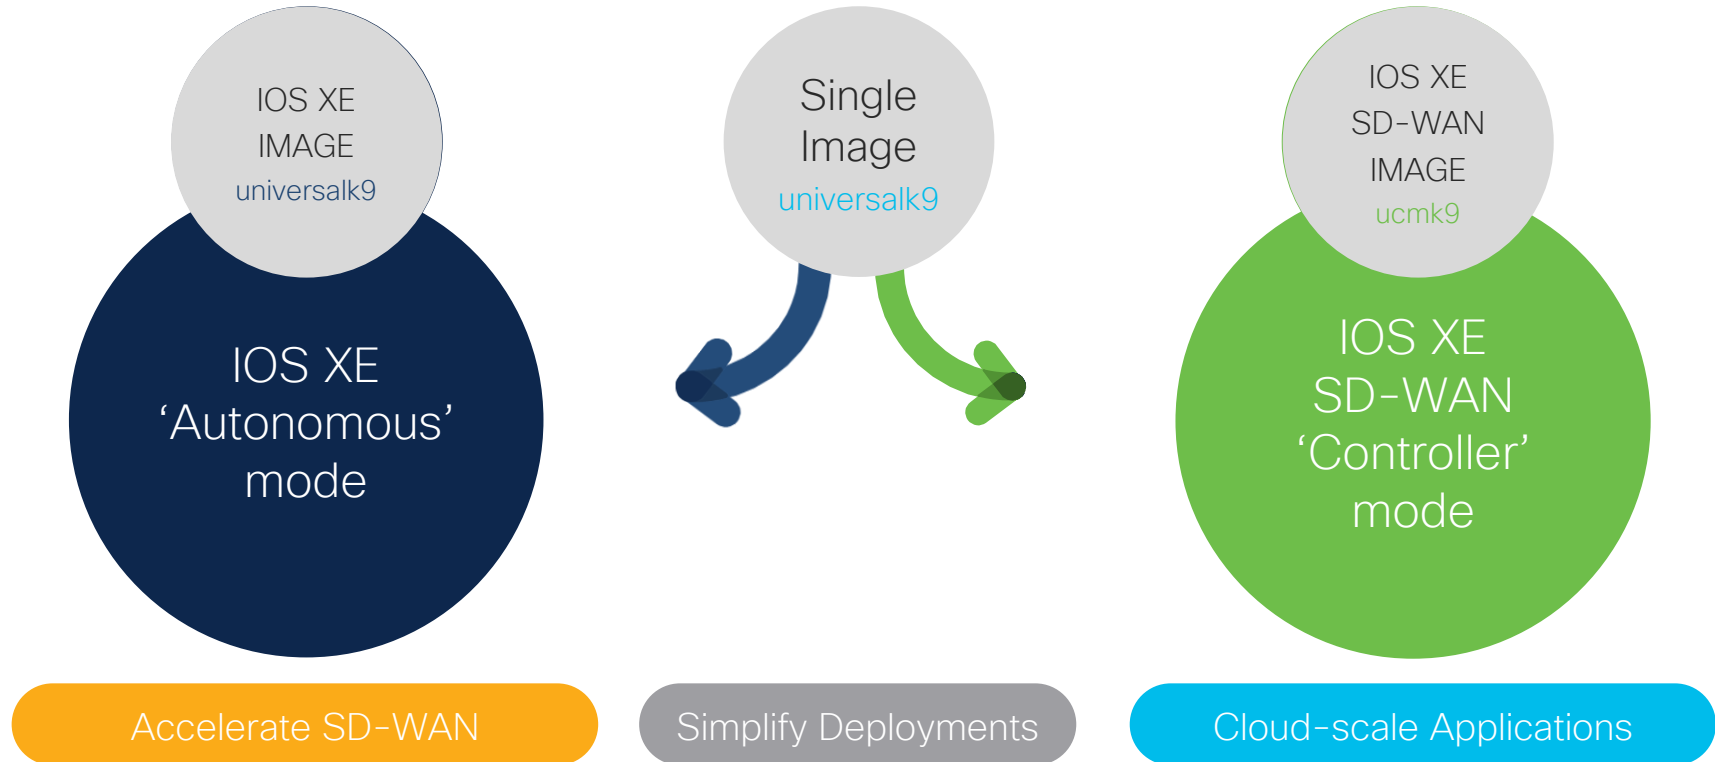 IOS XE
IMAGE
universalk9
IOS XE
‘Autonomous’
mode
Single
Image
universalk9
IOS XE
SD-WAN
IMAGE
ucmk9
IOS XE
SD-WAN
‘Controller’
mode
Accelerate SD-WAN
Simplify Deployments
Cloud-scale Applications